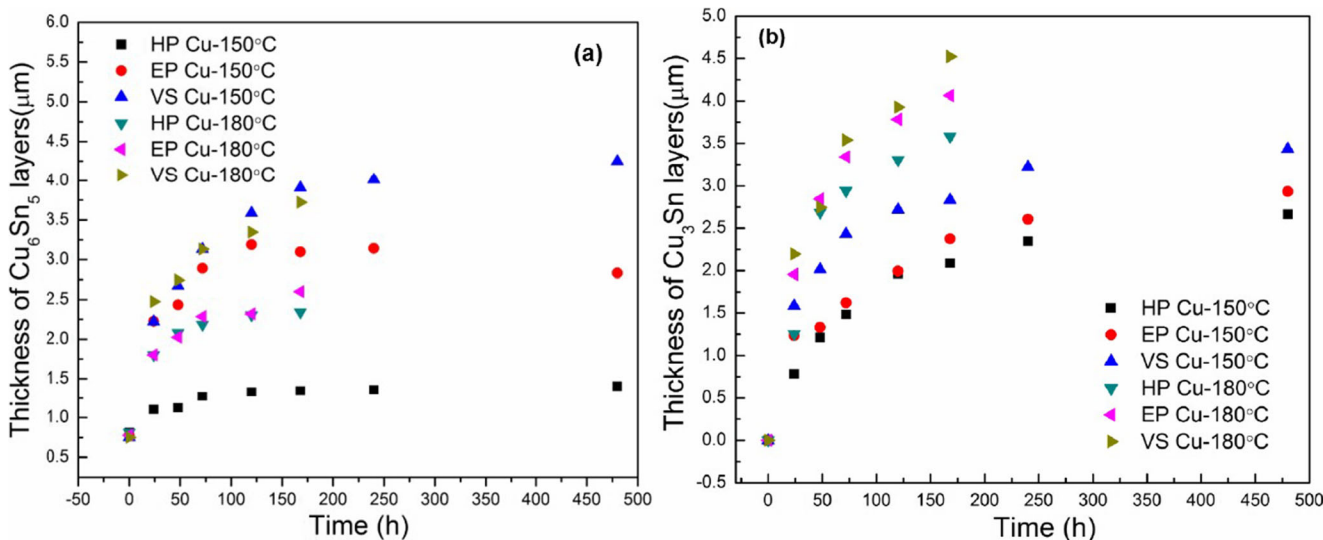 (a)
HP Cu-150°C
EP Cu-150°C
VS Cu-150°C
HP Cu-180°C
EP Cu-180°C
VS Cu-180°C
Thickness of Cu6Sn5 layers(μm)
6.0
5.5
5.0
4.5
4.0
3.5
3.0
2.5
2.0
1.5
1.0
0.5
-50 0 50 100 150 200 250 300 350 400 450 500
Time (h)
(b)
Thickness of Cu3Sn layers(μm)
5.0
4.5
4.0
3.5
3.0
2.5
2.0
1.5
1.0
0.5
0.0
-0.5
HP Cu-150°C
EP Cu-150°C
VS Cu-150°C
HP Cu-180°C
EP Cu-180°C
VS Cu-180°C
0 50 100 150 200 250 300 350 400 450 500
Time (h)